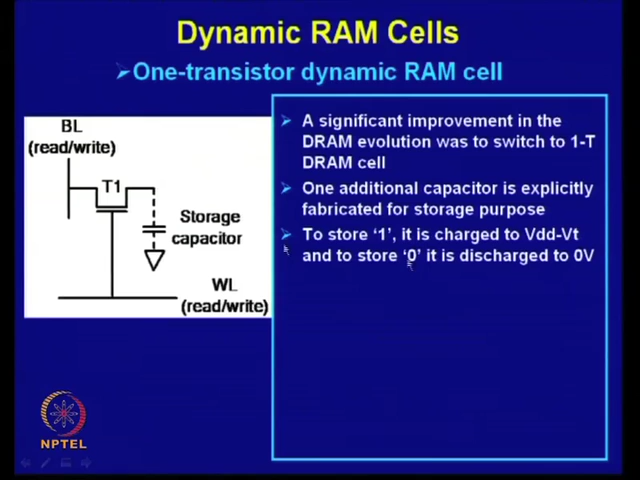 Dynamic RAM Cells
One-transistor dynamic RAM cell
BL
(read/write)
T1
Storage
capacitor
WL
(read/write)
A significant improvement in the
DRAM evolution was to switch to 1-T
DRAM cell
One additional capacitor is explicitly
fabricated for storage purpose
To store ‘1’, it is charged to Vdd-Vt
and to store ‘0’ it is discharged to 0V
NPTEL